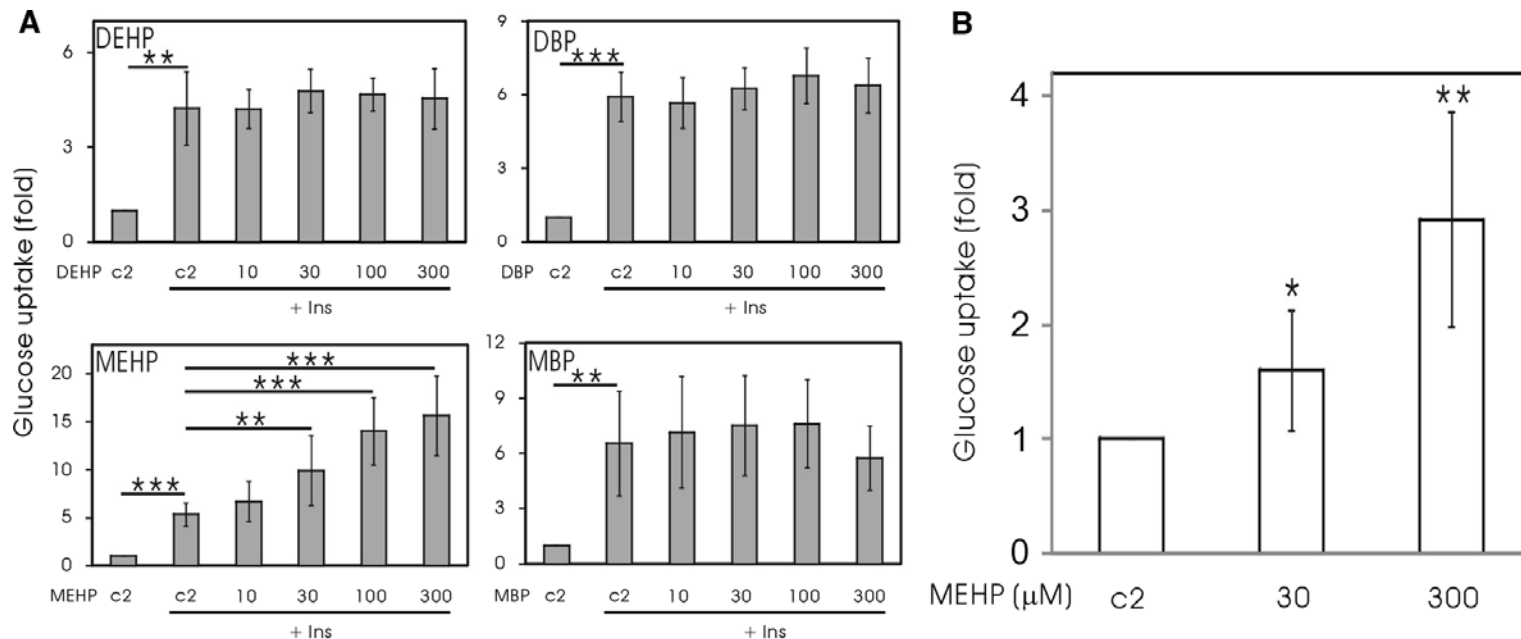 A
Glucose uptake (fold)
DEHP
**
6
3
0
DEHP c2 c2 10 30 100 300
+ Ins
DBP
***
9
6
3
0
DBP c2 c2 10 30 100 300
+ Ins
MEHP
***
***
**
***
20
15
10
5
0
MEHP c2 c2 10 30 100 300
+ Ins
MBP
**
12
9
6
3
0
MBP c2 c2 10 30 100 300
+ Ins
B
Glucose uptake (fold)
4
3
2
1
0
*
**
MEHP (μM) c2 30 300